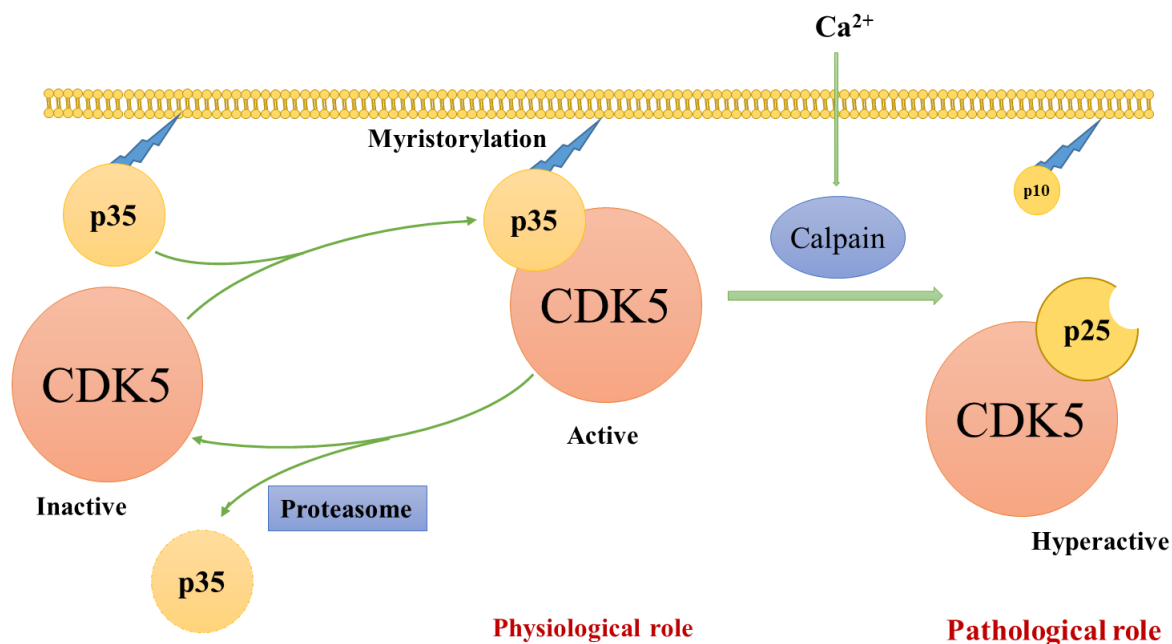 Ca²⁺
Myristorylation
p35
p35
p10
Calpain
CDK5
CDK5
p25
CDK5
Active
Inactive
Proteasome
Hyperactive
p35
Physiological role
Pathological role